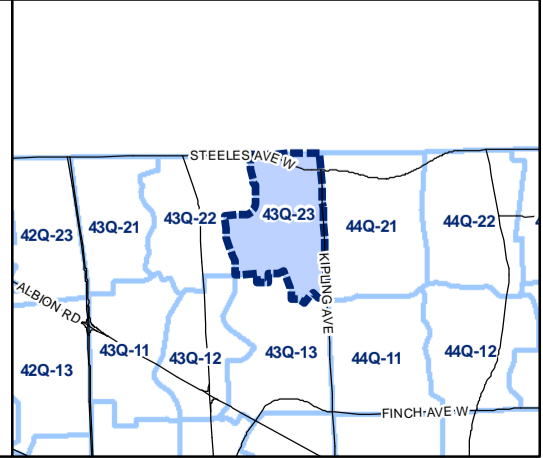 STEELES AVE W
43Q-22
43Q-23
43Q-21
44Q-21
44Q-22
42Q-23
KIPLING AVE
ALBION RD
43Q-11
43Q-12
43Q-13
44Q-11
44Q-12
42Q-13
FINCH AVE W